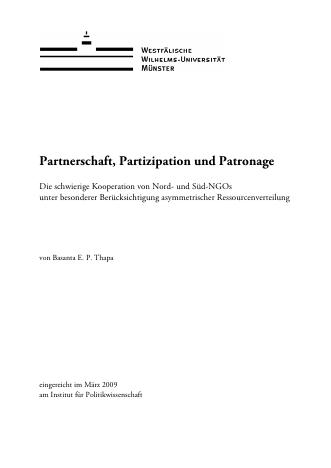 Westfälische
Wilhelms-Universität
Münster
Partnerschaft, Partizipation und Patronage
Die schwierige Kooperation von Nord- und Süd-NGOs
unter besonderer Berücksichtigung asymmetrischer Ressourcenverteilung
von Basanta E. P. Thapa
eingereicht im März 2009
am Institut für Politikwissenschaft